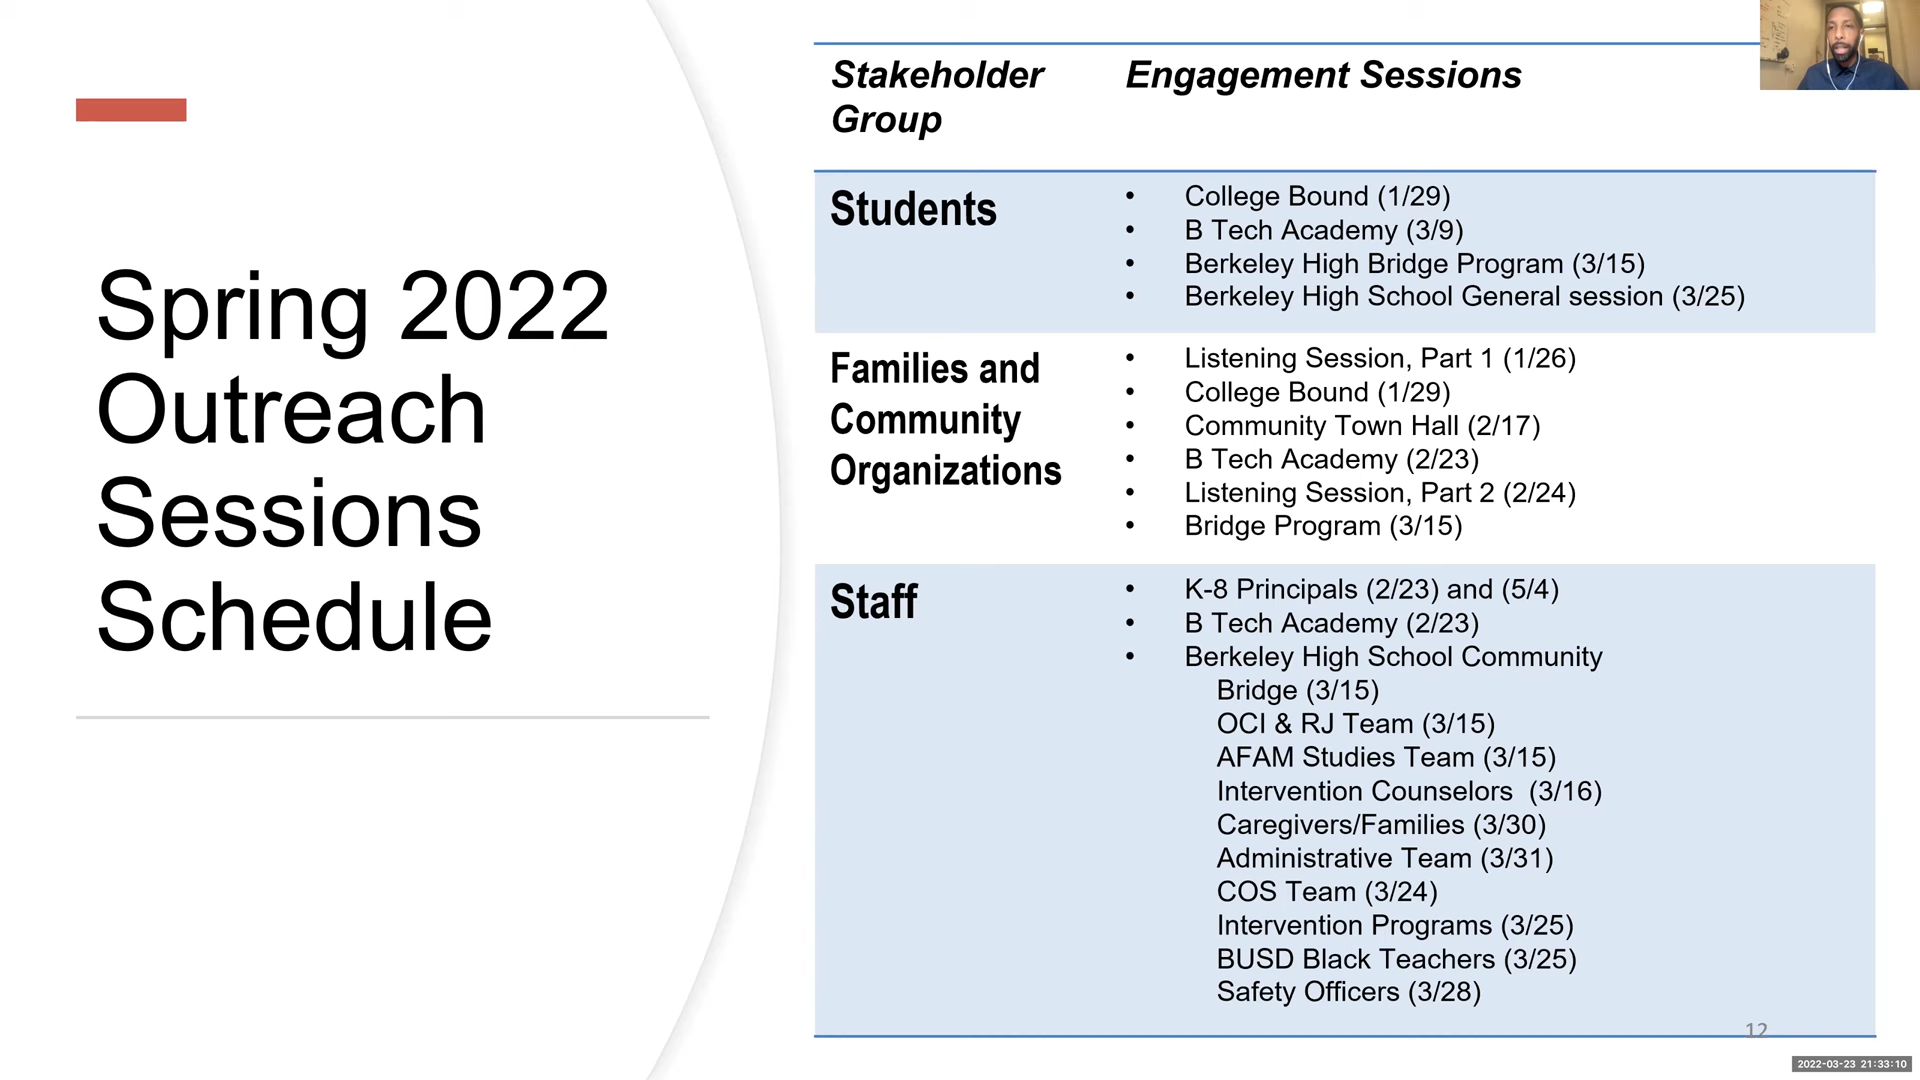 Spring 2022
Outreach
Sessions
Schedule
Stakeholder
Group
Engagement Sessions
Students
• College Bound (1/29)
• B Tech Academy (3/9)
• Berkeley High Bridge Program (3/15)
• Berkeley High School General session (3/25)
Families and
Community
Organizations
• Listening Session, Part 1 (1/26)
• College Bound (1/29)
• Community Town Hall (2/17)
• B Tech Academy (2/23)
• Listening Session, Part 2 (2/24)
• Bridge Program (3/15)
Staff
• K-8 Principals (2/23) and (5/4)
• B Tech Academy (2/23)
• Berkeley High School Community
Bridge (3/15)
OCI & RJ Team (3/15)
AFAM Studies Team (3/15)
Intervention Counselors  (3/16)
Caregivers/Families (3/30)
Administrative Team (3/31)
COS Team (3/24)
Intervention Programs (3/25)
BUSD Black Teachers (3/25)
Safety Officers (3/28)
12
2022-03-23 21:33:10